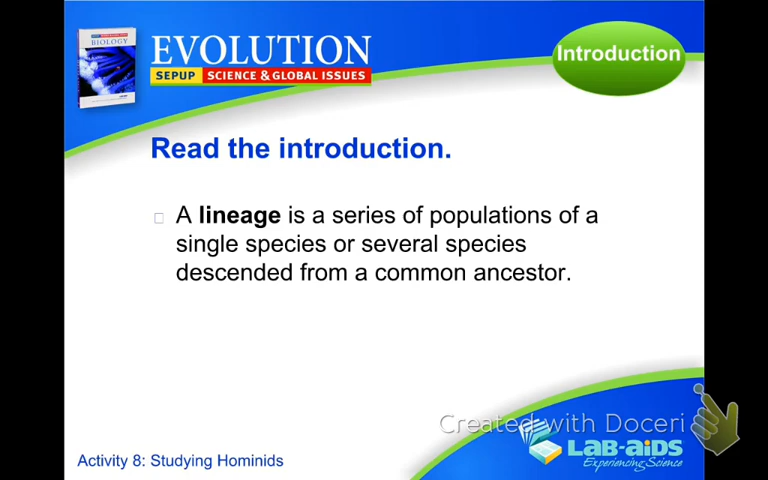 BIOLOGY
EVOLUTION
SEPUP SCIENCE & GLOBAL ISSUES
Introduction
Read the introduction.
A lineage is a series of populations of a
single species or several species
descended from a common ancestor.
Created with Doceri
LAB-AIDS
Experiencing Science
Activity 8: Studying Hominids